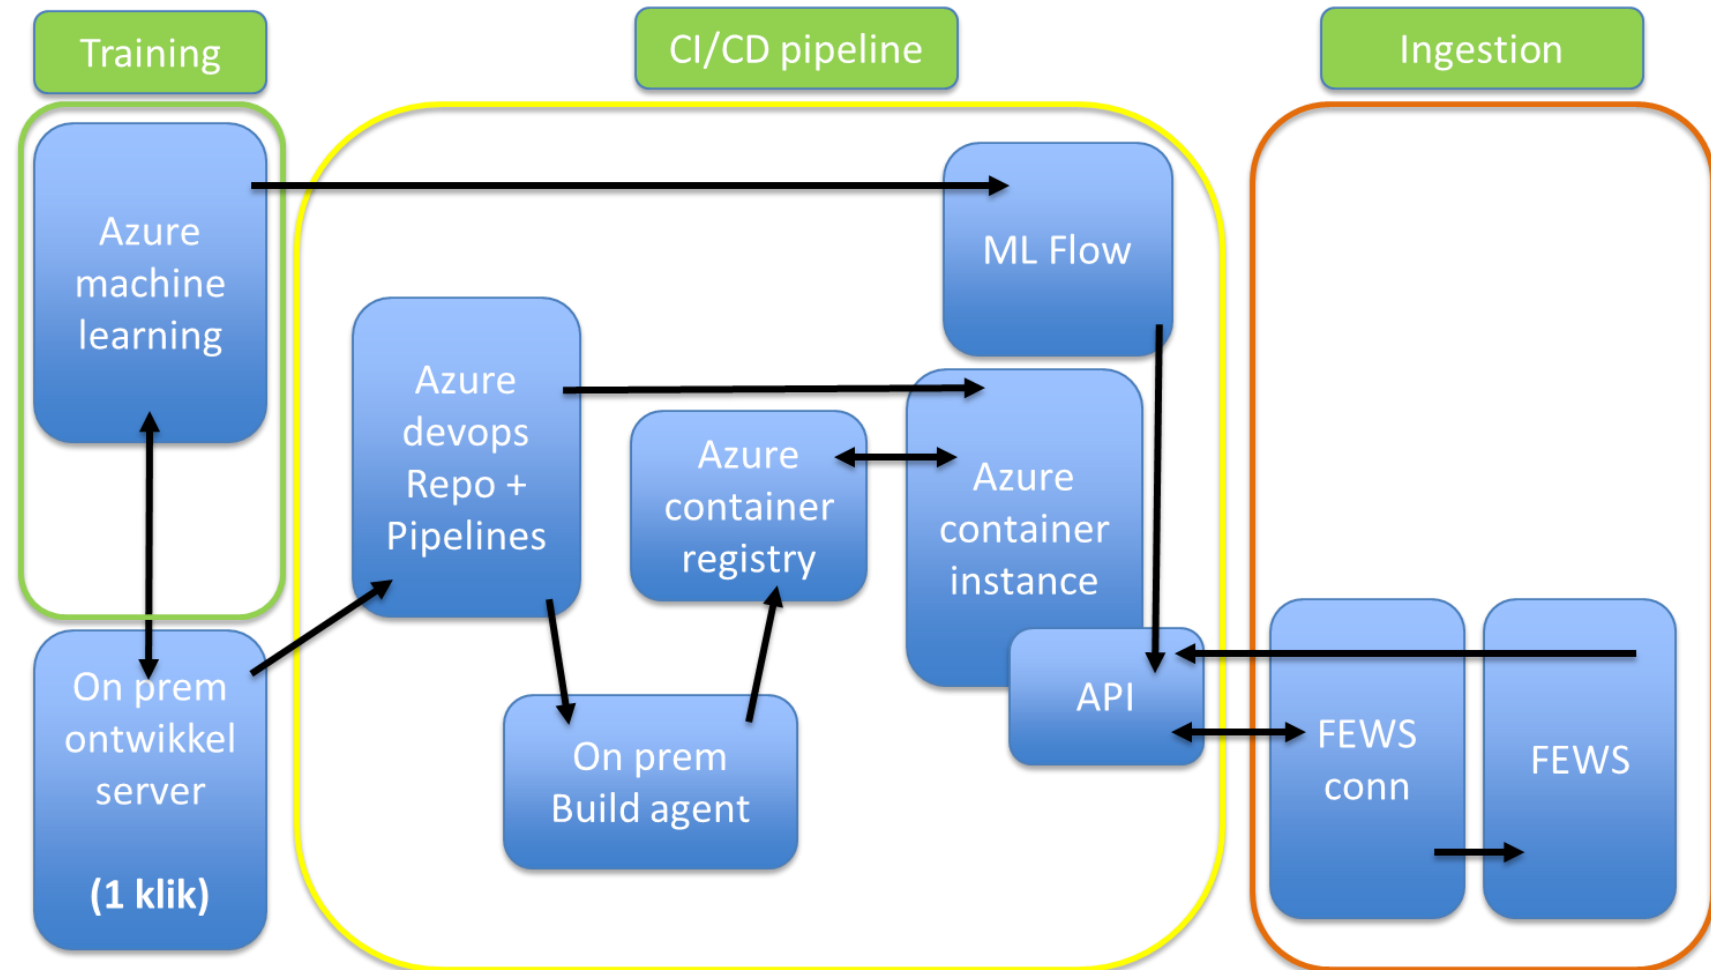 Training
CI/CD pipeline
Ingestion
Azure
machine
learning
ML Flow
Azure
devops
Repo +
Pipelines
Azure
container
registry
Azure
container
instance
On prem
ontwikkel
server
(1 klik)
On prem
Build agent
API
FEWS
conn
FEWS